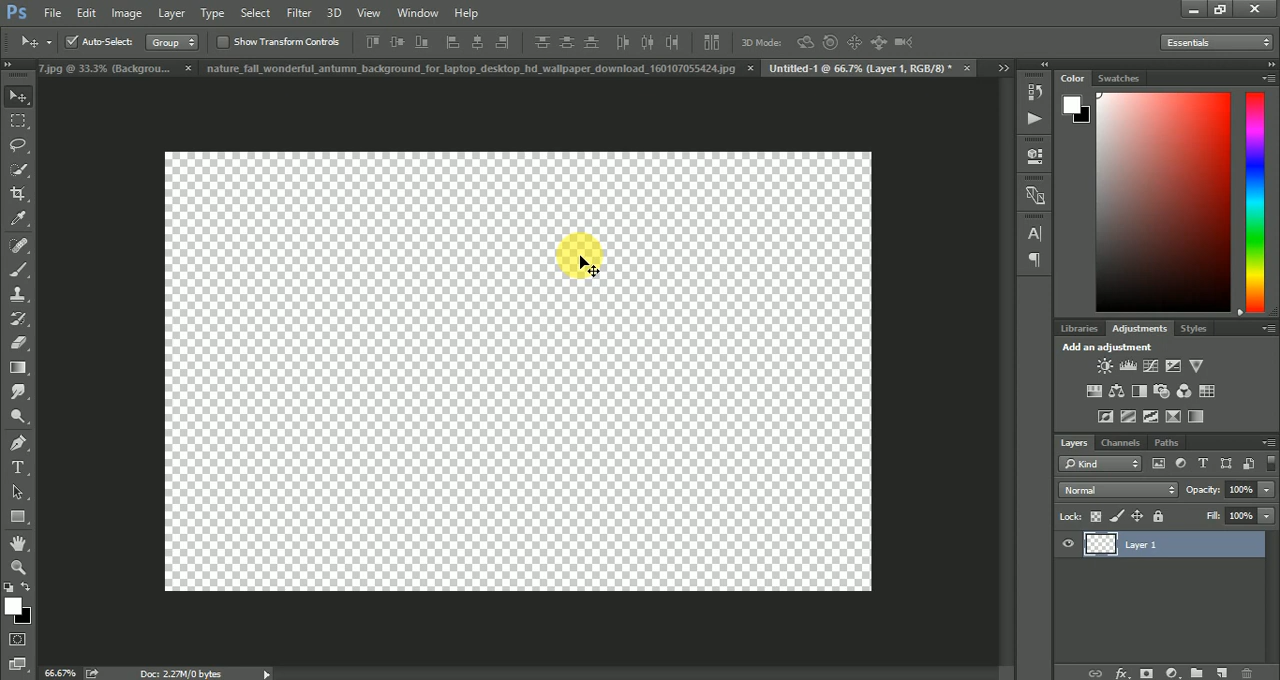 Ps File Edit Image Layer Type Select Filter 3D View Window Help
Auto-Select: Group Show Transform Controls 3D Mode: Essentials
7.jpg @ 33.3% (Backgrou... × nature_fall_wonderful_antumn_background_for_laptop_desktop_hd_wallpaper_download_160107055424.jpg × Untitled-1 @ 66.7% (Layer 1, RGB/8) * ×
Color Swatches
Libraries Adjustments Styles
Add an adjustment
Layers Channels Paths
Kind
Normal Opacity: 100%
Lock: Fill: 100%
Layer 1
66.67% Doc: 2.27M/0 bytes